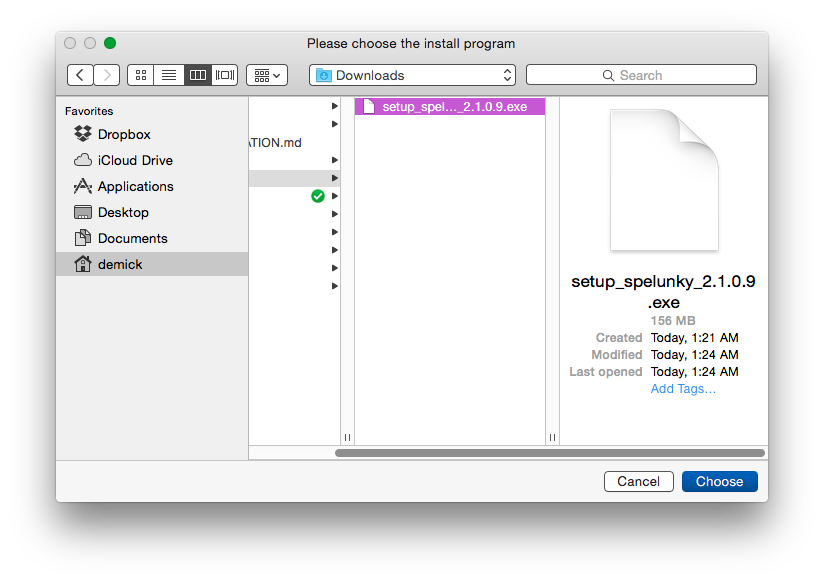 Please choose the install program
Downloads
Search
Favorites
Dropbox
iCloud Drive
Applications
Desktop
Documents
demick
ATION.md
setup_spel..._2.1.0.9.exe
setup_spelunky_2.1.0.9
.exe
156 MB
Created Today, 1:21 AM
Modified Today, 1:24 AM
Last opened Today, 1:24 AM
Add Tags...
Cancel Choose